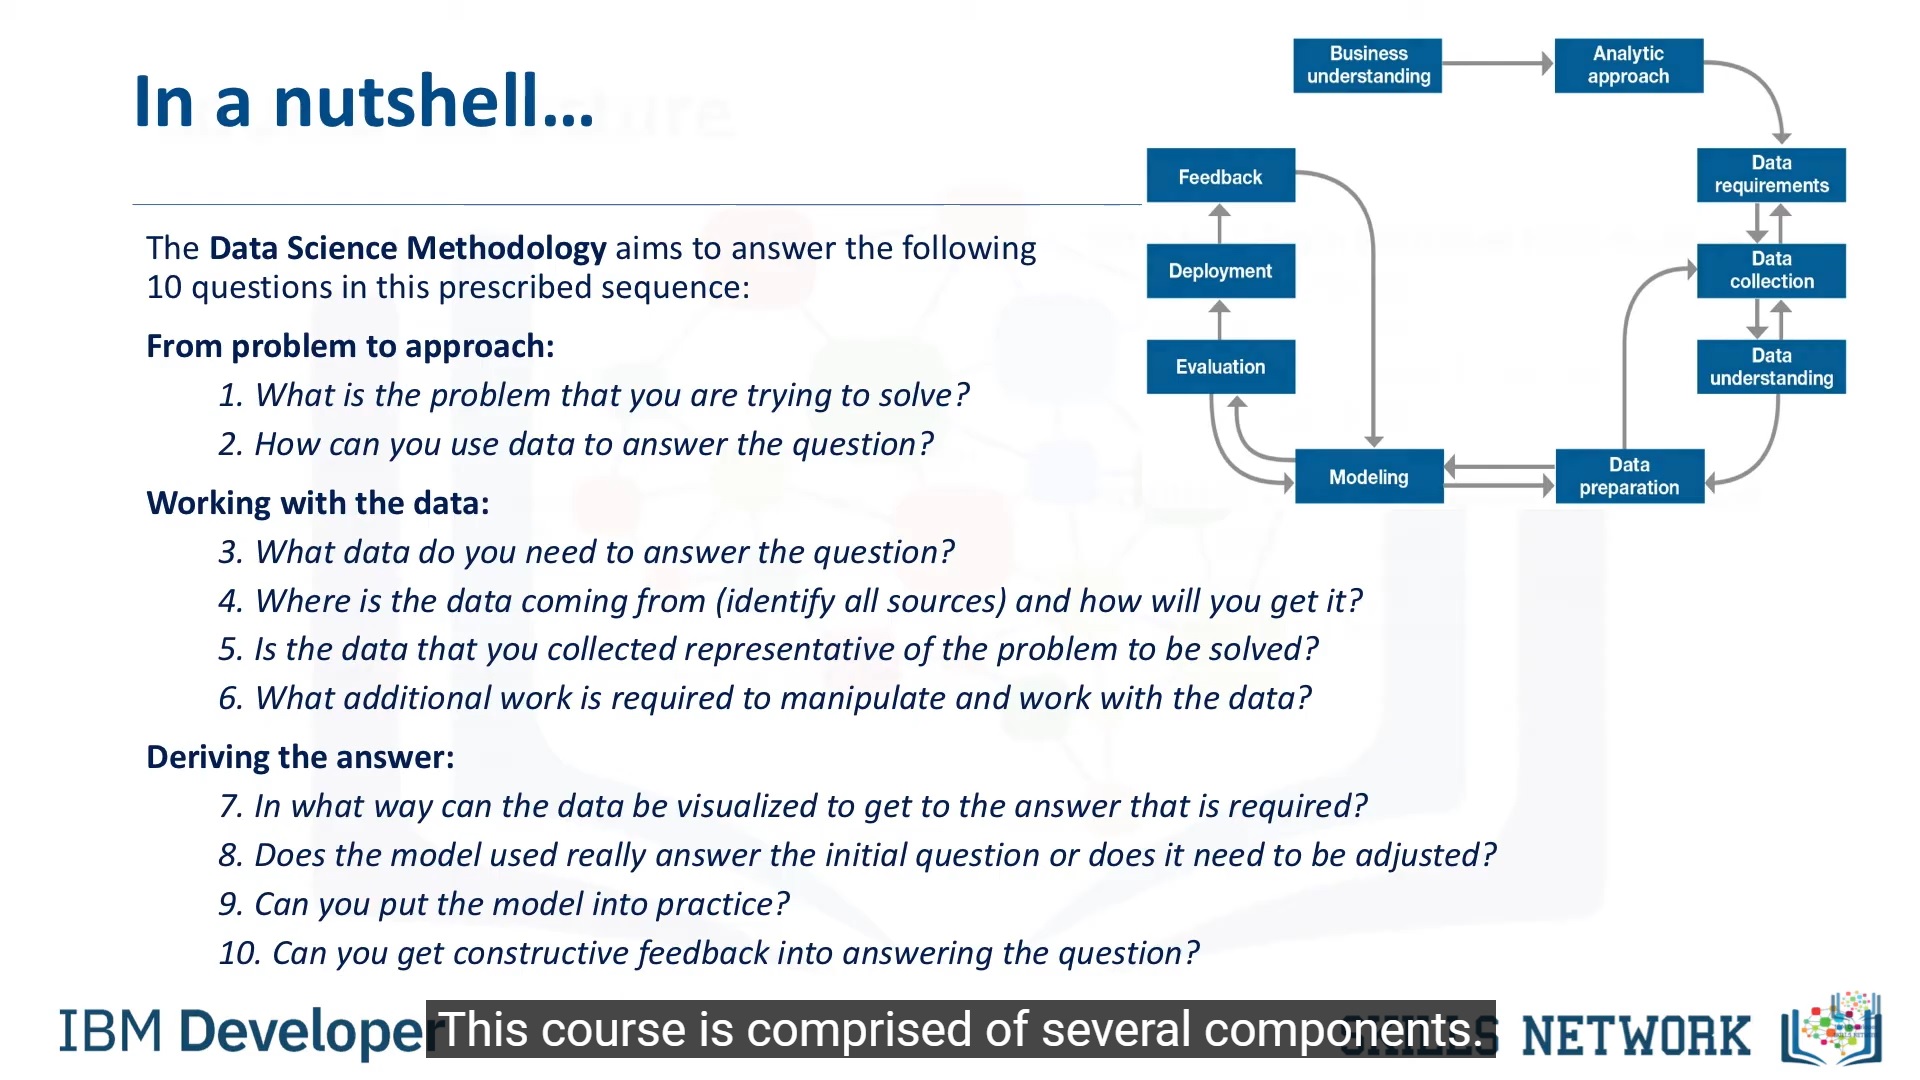 In a nutshell...
The Data Science Methodology aims to answer the following
10 questions in this prescribed sequence:
From problem to approach:
1. What is the problem that you are trying to solve?
2. How can you use data to answer the question?
Working with the data:
3. What data do you need to answer the question?
4. Where is the data coming from (identify all sources) and how will you get it?
5. Is the data that you collected representative of the problem to be solved?
6. What additional work is required to manipulate and work with the data?
Deriving the answer:
7. In what way can the data be visualized to get to the answer that is required?
8. Does the model used really answer the initial question or does it need to be adjusted?
9. Can you put the model into practice?
10. Can you get constructive feedback into answering the question?
Business
understanding
Analytic
approach
Data
requirements
Data
collection
Data
understanding
Data
preparation
Modeling
Evaluation
Deployment
Feedback
IBM Developer
This course is comprised of several components.
SKILLS NETWORK